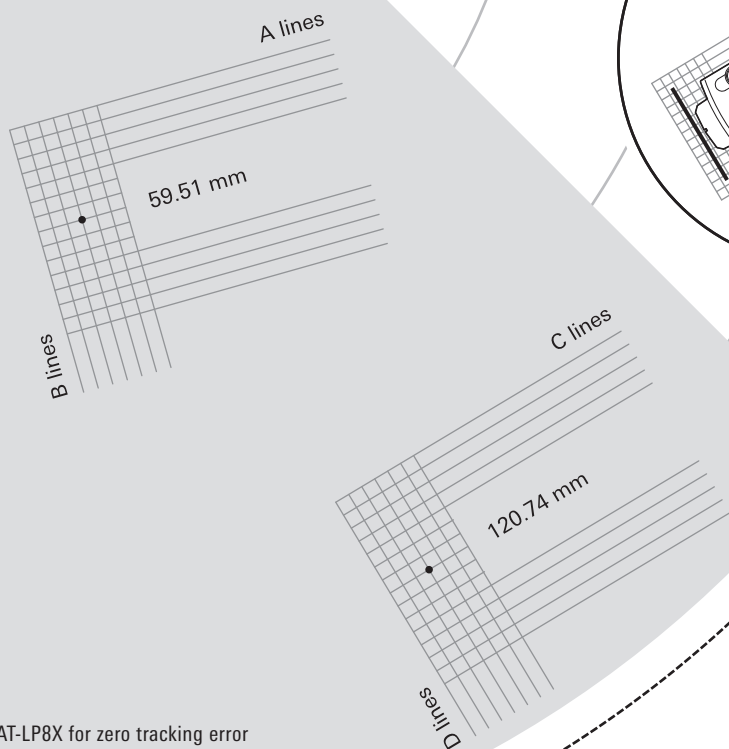 A lines
59.51 mm
B lines
C lines
120.74 mm
D lines
AT-LP8X for zero tracking error